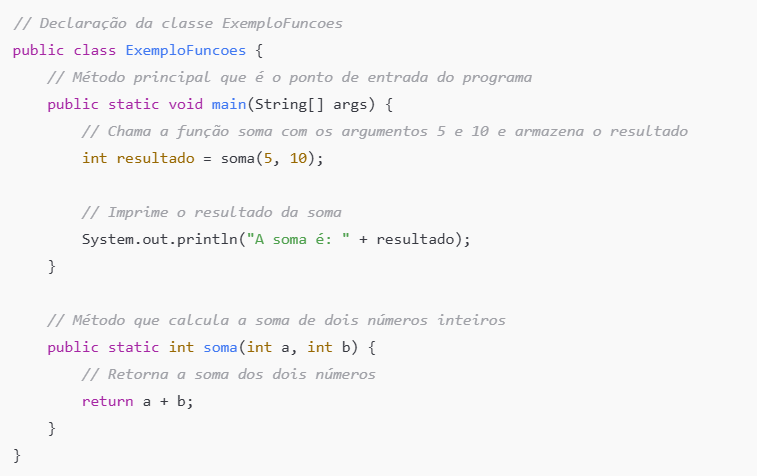 // Declaração da classe ExemploFuncoes
public class ExemploFuncoes {
    // Método principal que é o ponto de entrada do programa
    public static void main(String[] args) {
        // Chama a função soma com os argumentos 5 e 10 e armazena o resultado
        int resultado = soma(5, 10);

        // Imprime o resultado da soma
        System.out.println("A soma é: " + resultado);
    }

    // Método que calcula a soma de dois números inteiros
    public static int soma(int a, int b) {
        // Retorna a soma dos dois números
        return a + b;
    }
}